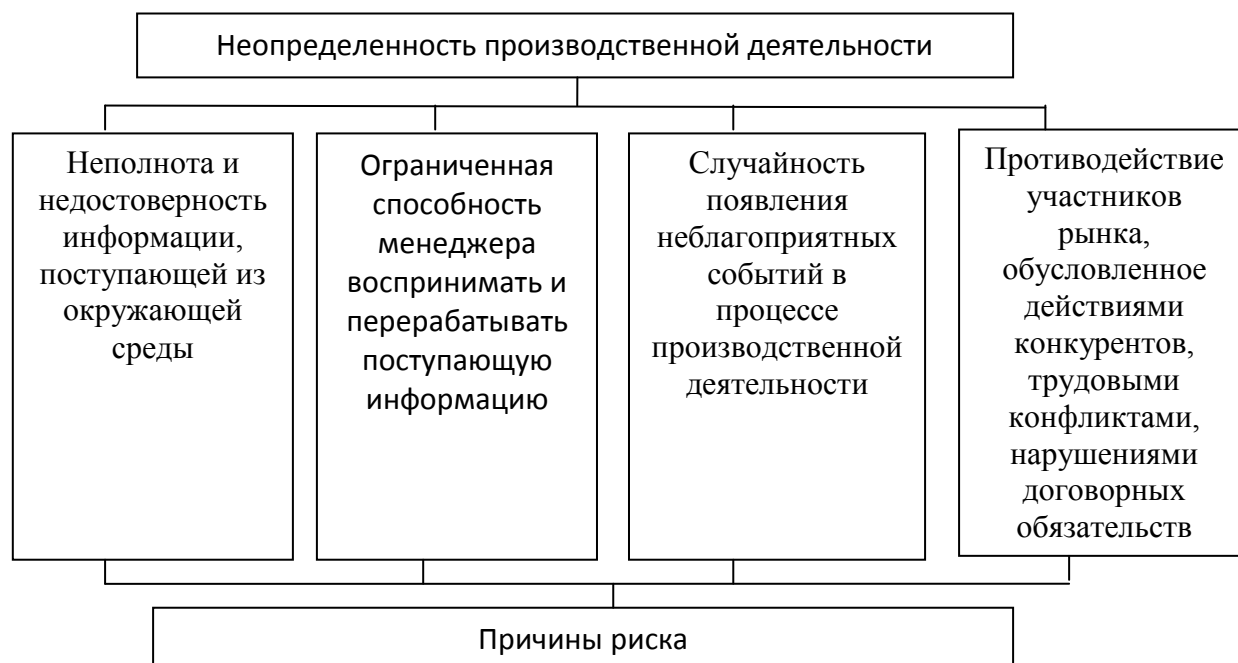 Неопределенность производственной деятельности
Неполнота и
недостоверность
информации,
поступающей из
окружающей
среды
Ограниченная
способность
менеджера
воспринимать и
перерабатывать
поступающую
информацию
Случайность
появления
неблагоприятных
событий в
процессе
производственной
деятельности
Противодействие
участников
рынка,
обусловленное
действиями
конкурентов,
трудовыми
конфликтами,
нарушениями
договорных
обязательств
Причины риска